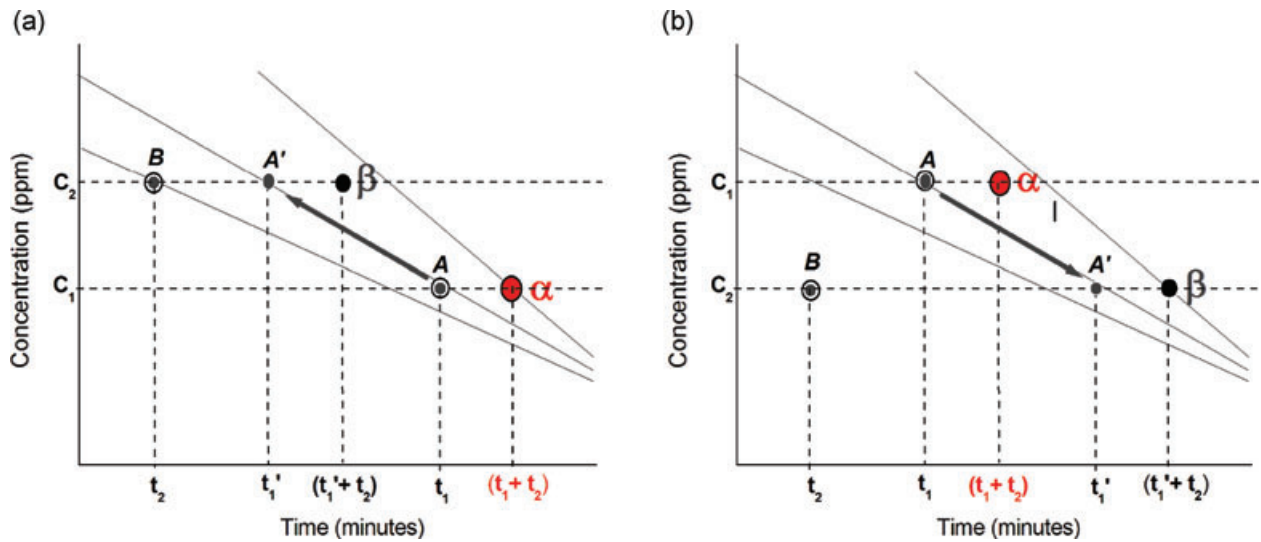 (a)
Concentration (ppm)
C₂
C₁
B
A'
β
A
α
t₂
t₁'
(t₁'+ t₂)
t₁
(t₁+ t₂)
Time (minutes)
(b)
Concentration (ppm)
C₁
C₂
A
α
l
B
A'
β
t₂
t₁
(t₁+ t₂)
t₁'
(t₁'+ t₂)
Time (minutes)